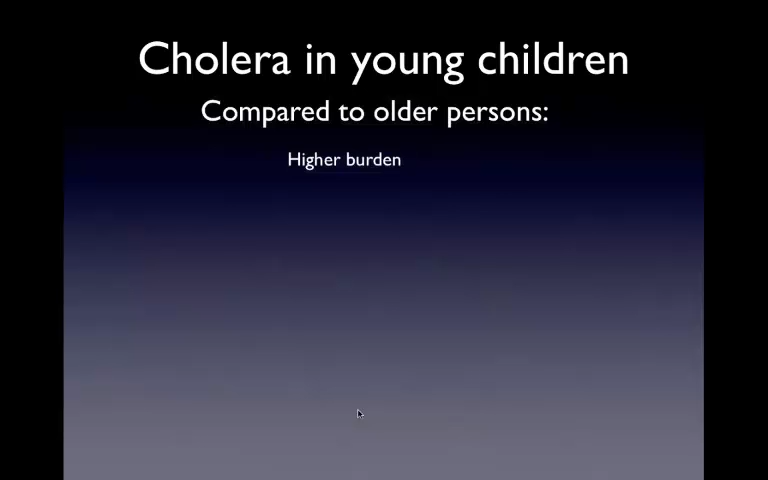 Cholera in young children
Compared to older persons:
Higher burden